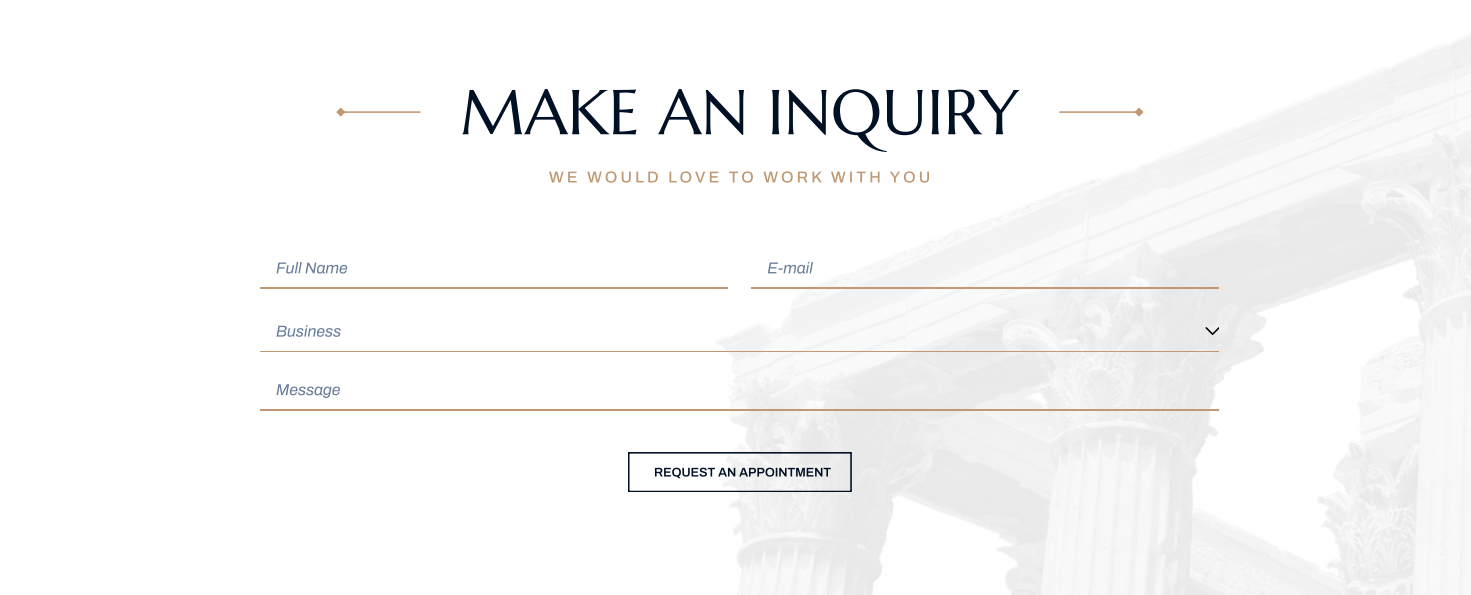 MAKE AN INQUIRY
WE WOULD LOVE TO WORK WITH YOU
Full Name
E-mail
Business
Message
REQUEST AN APPOINTMENT